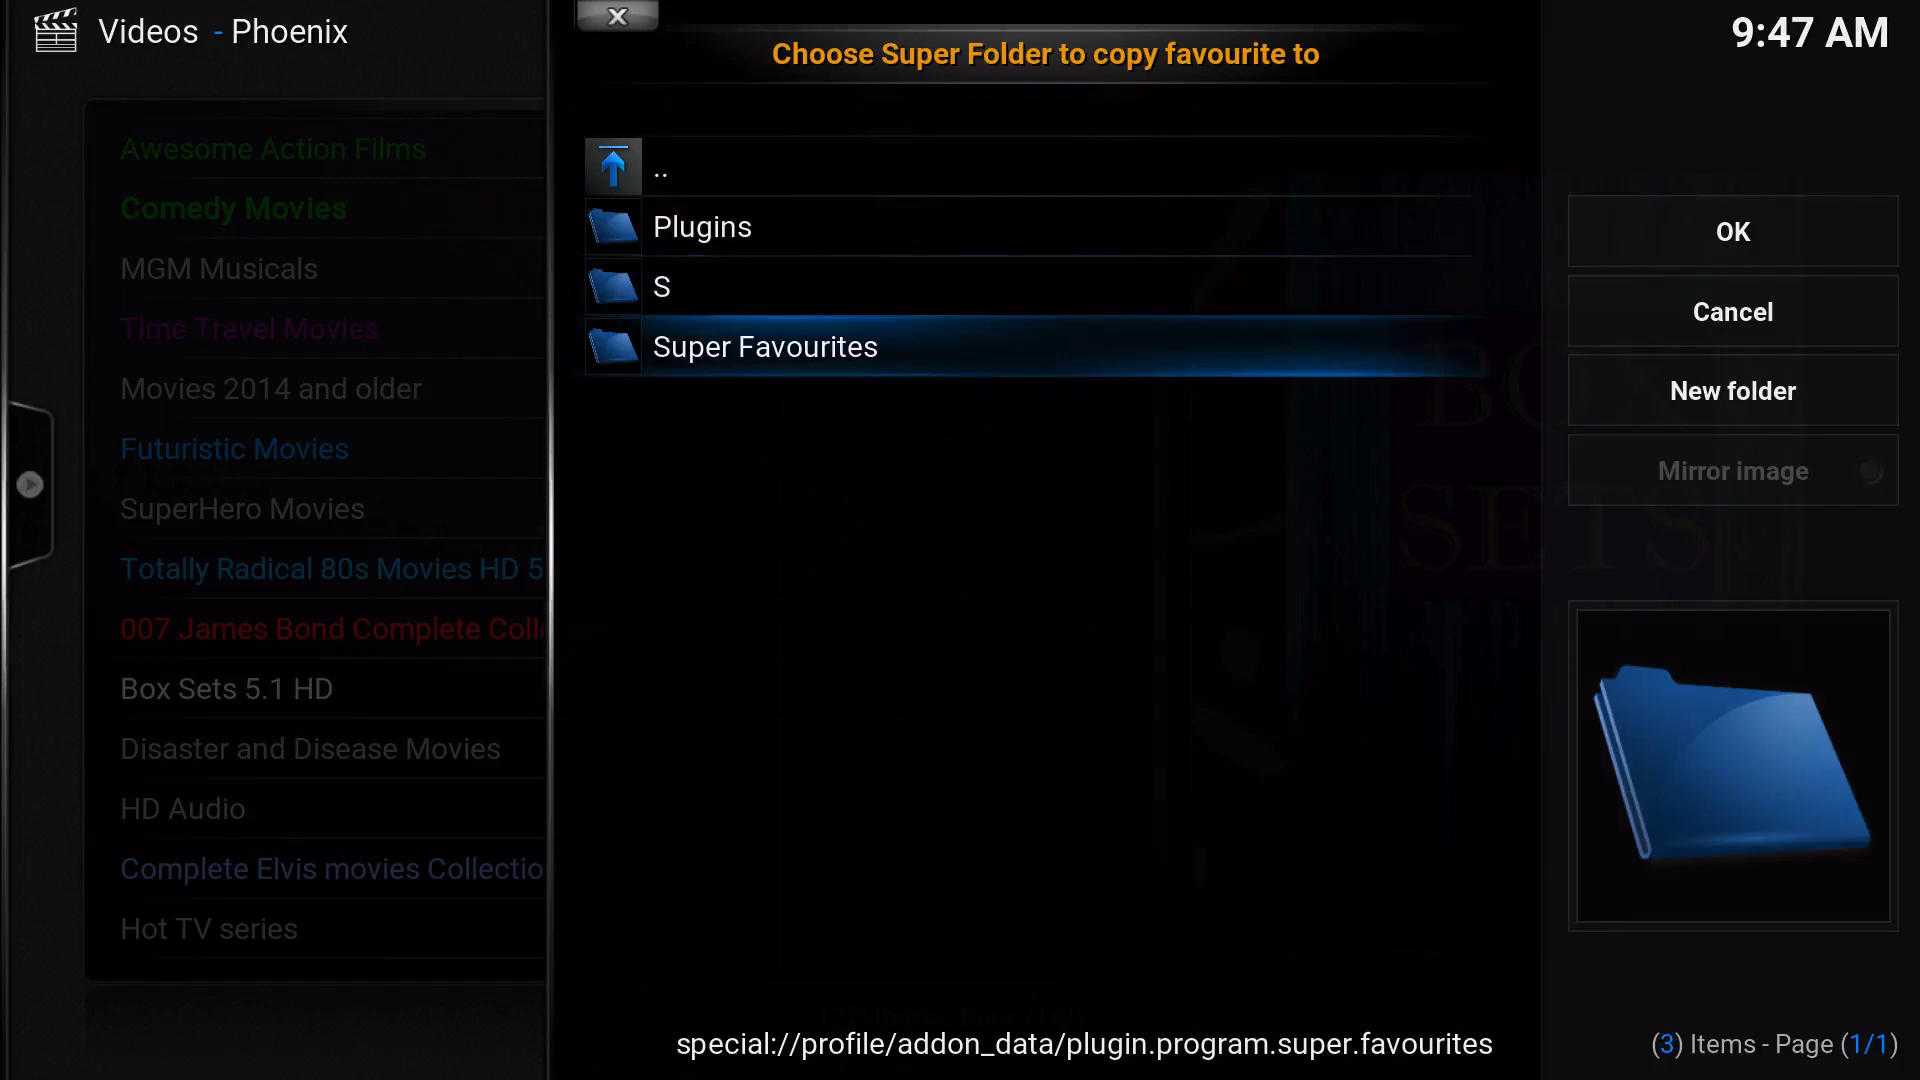 Videos - Phoenix
X
Choose Super Folder to copy favourite to
9:47 AM
Awesome Action Films
Comedy Movies
MGM Musicals
Time Travel Movies
Movies 2014 and older
Futuristic Movies
SuperHero Movies
Totally Radical 80s Movies HD 5
007 James Bond Complete Coll
Box Sets 5.1 HD
Disaster and Disease Movies
HD Audio
Complete Elvis movies Collectio
Hot TV series
..
Plugins
S
Super Favourites
OK
Cancel
New folder
Mirror image
BOX
SETS
special://profile/addon_data/plugin.program.super.favourites
(3) Items - Page (1/1)